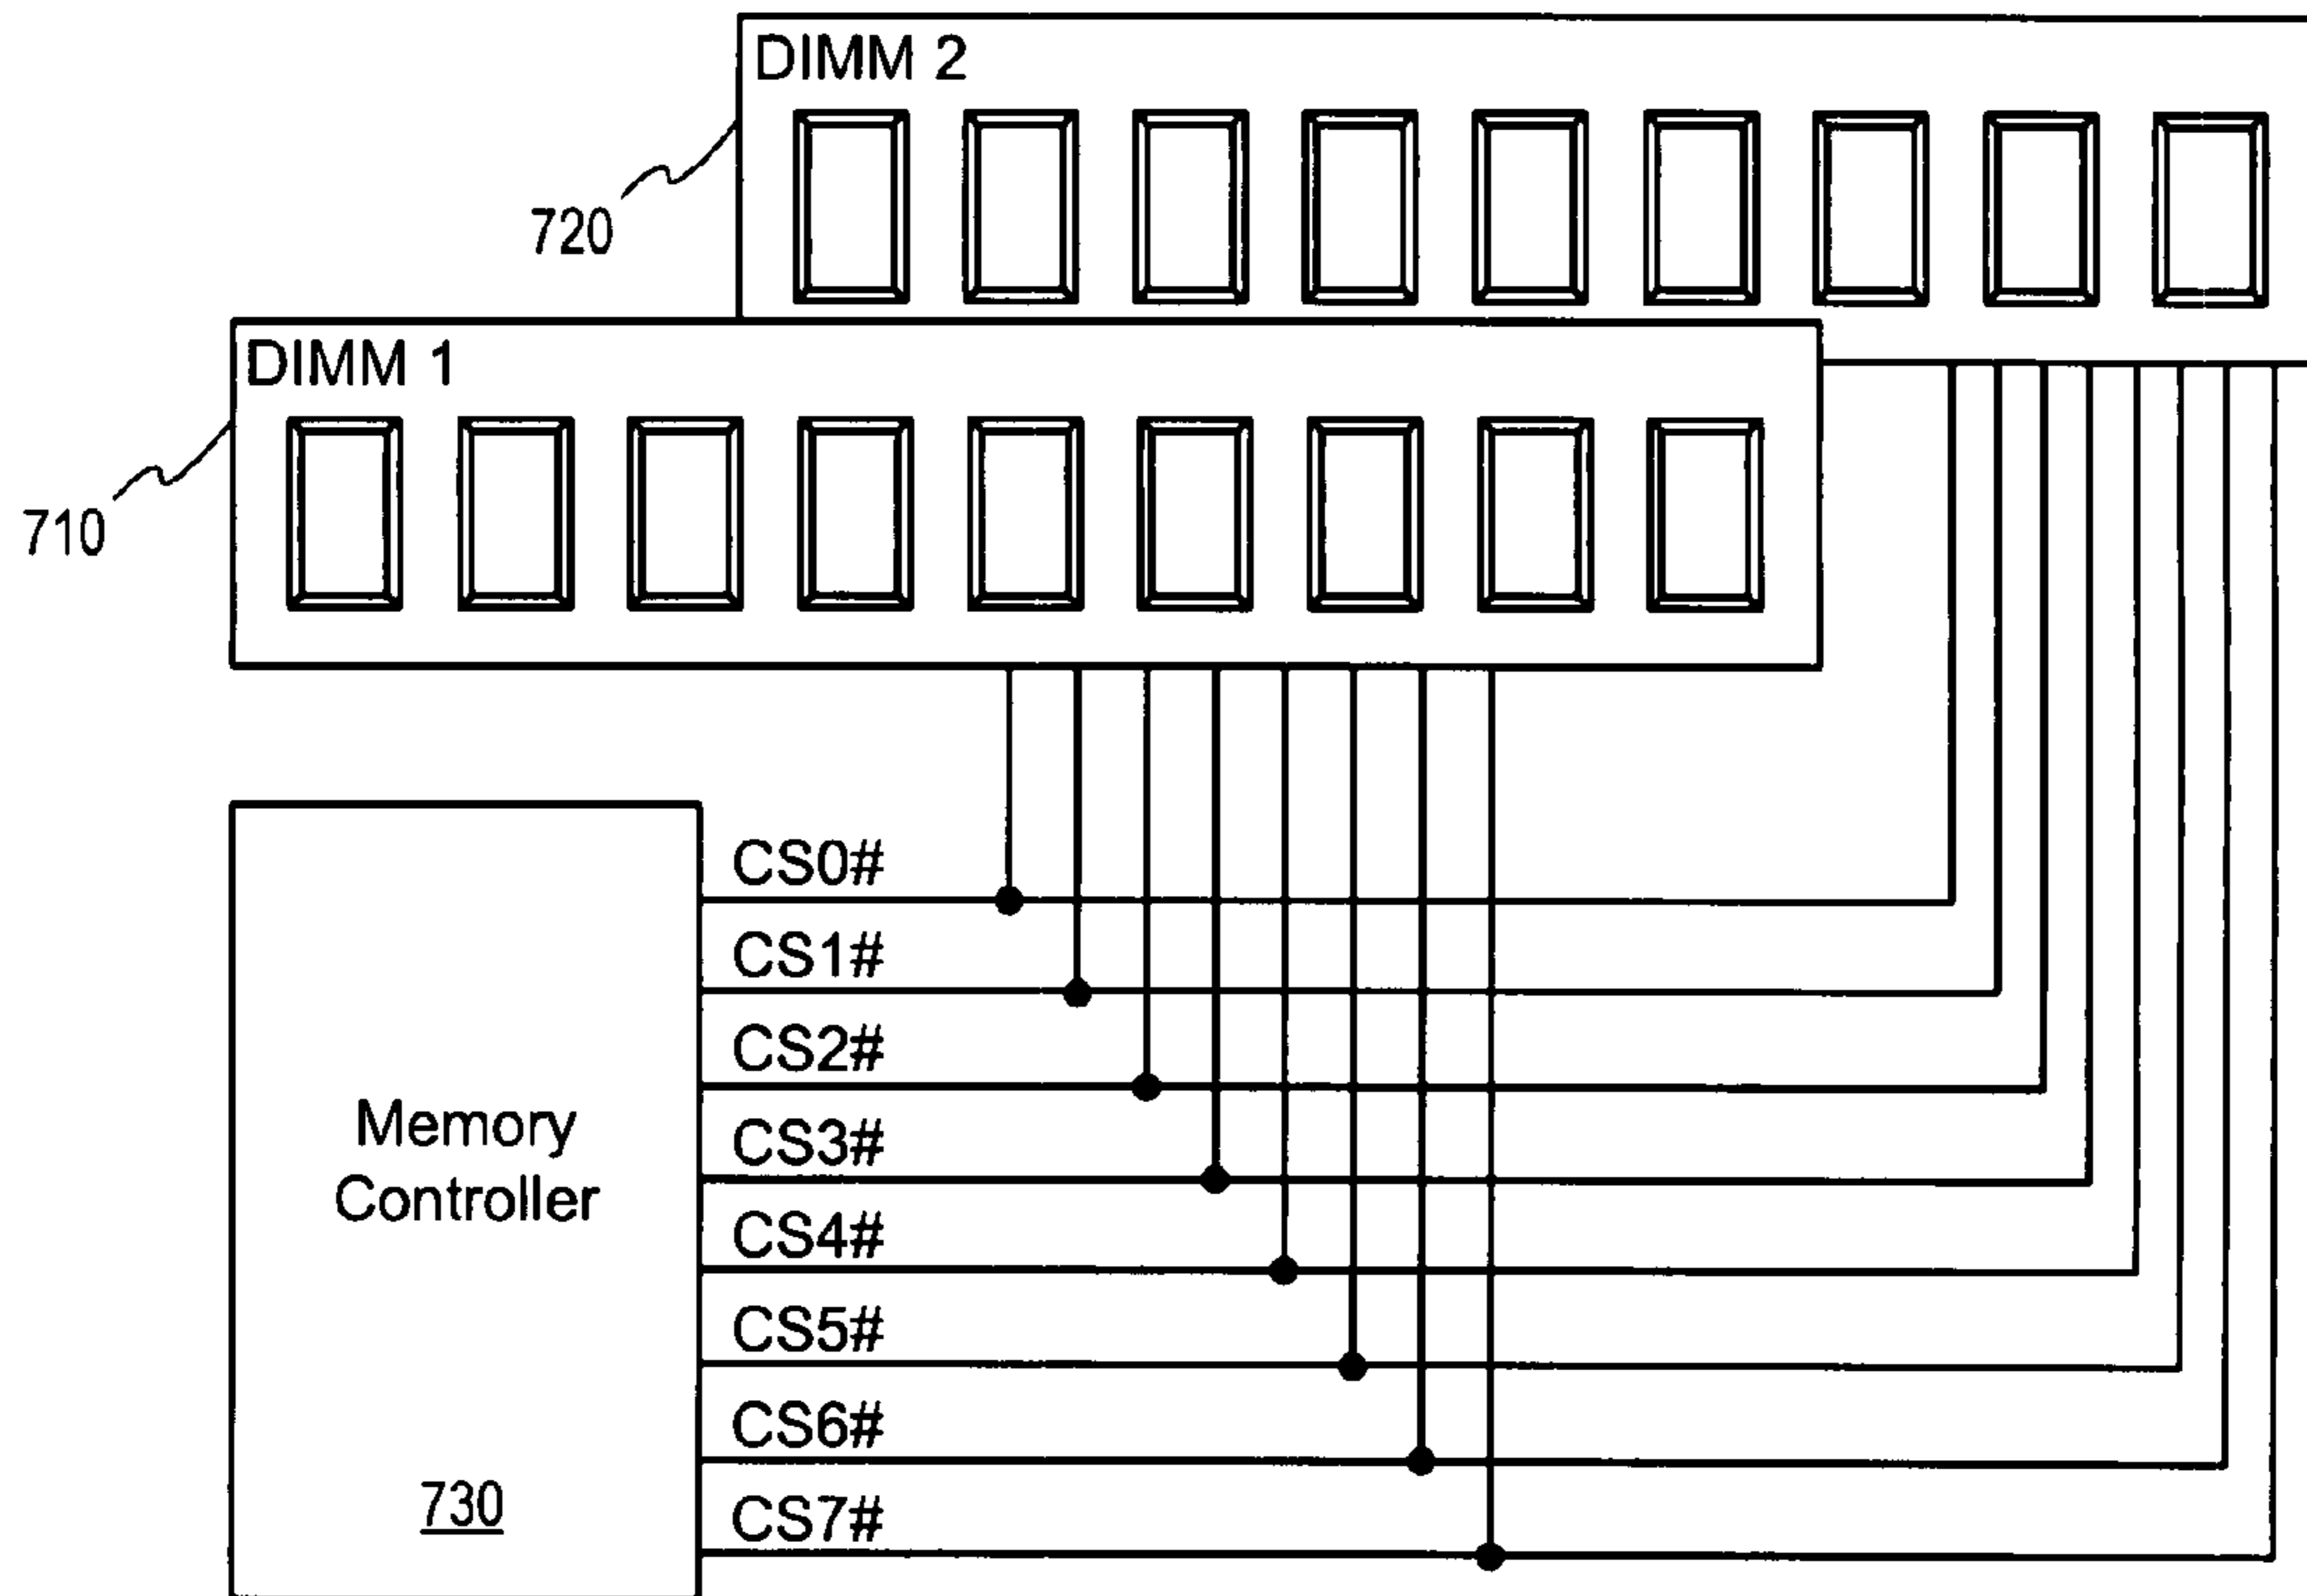 DIMM 2
720
DIMM 1
710
CS0#
CS1#
CS2#
CS3#
CS4#
CS5#
CS6#
CS7#
Memory
Controller
730